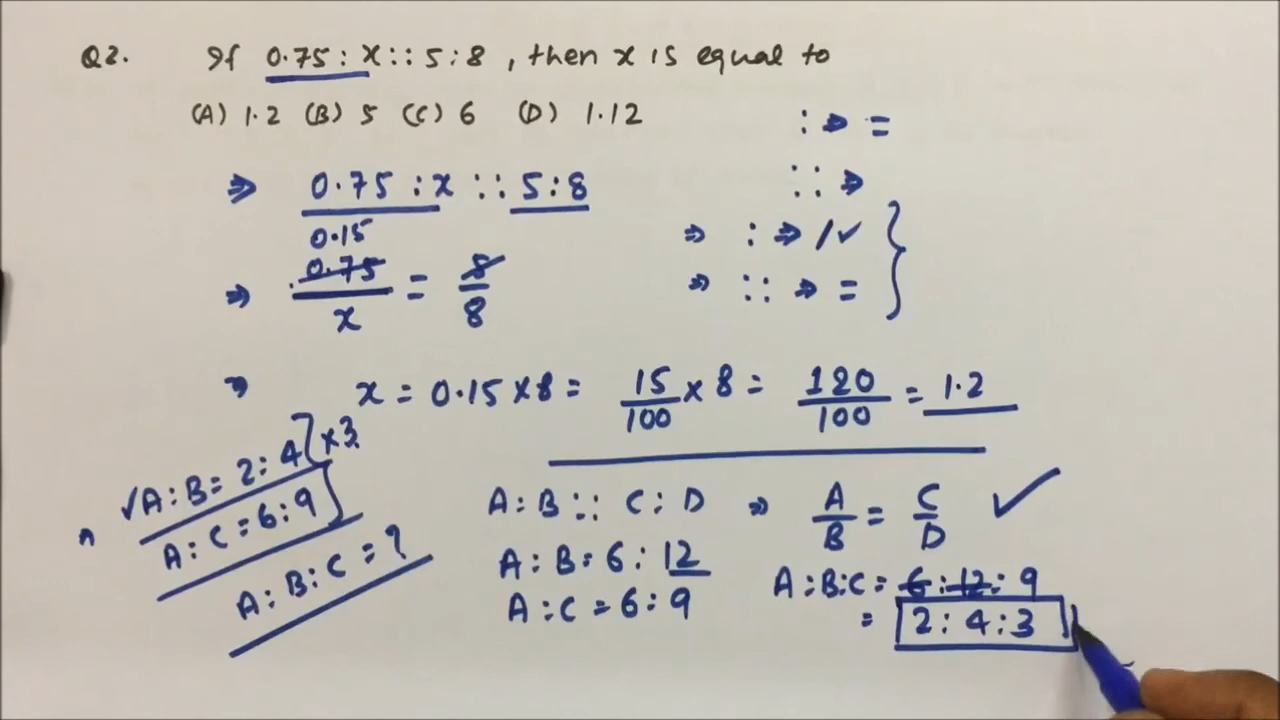 Q2. If 0.75 : x :: 5 : 8 , then x is equal to
(A) 1.2 (B) 5 (C) 6 (D) 1.12
: ⇒ =
⇒ 0.75 : x :: 5 : 8
:: ⇒
⇒ : ⇒ / ✓ }
0.15
⇒ 0.75/x = 5/8
⇒ :: ⇒ =
⇒ x = 0.15 × 8 = 15/100 × 8 = 120/100 = 1.2
✓ A : B = 2 : 4 } × 3
A : C = 6 : 9
A : B : C = ?
A : B :: C : D ⇒ A/B = C/D ✓
A : B = 6 : 12
A : C = 6 : 9
A : B : C = 6 : 12 : 9
= 2 : 4 : 3